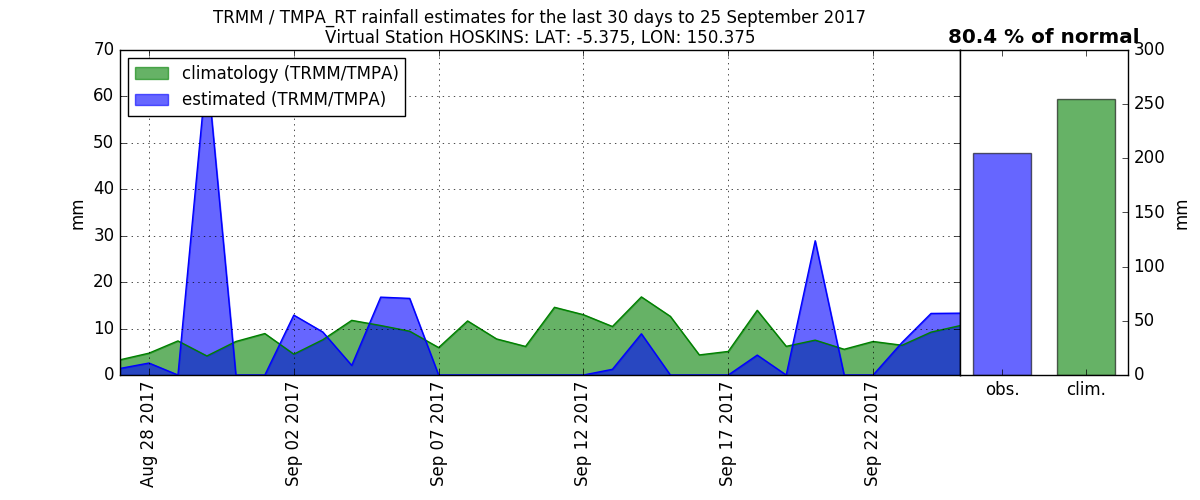 TRMM / TMPA_RT rainfall estimates for the last 30 days to 25 September 2017
Virtual Station HOSKINS: LAT: -5.375, LON: 150.375
80.4 % of normal
climatology (TRMM/TMPA)
estimated (TRMM/TMPA)
70
60
50
40
30
20
10
0
mm
Aug 28 2017
Sep 02 2017
Sep 07 2017
Sep 12 2017
Sep 17 2017
Sep 22 2017
obs.
clim.
300
250
200
150
100
50
0
mm